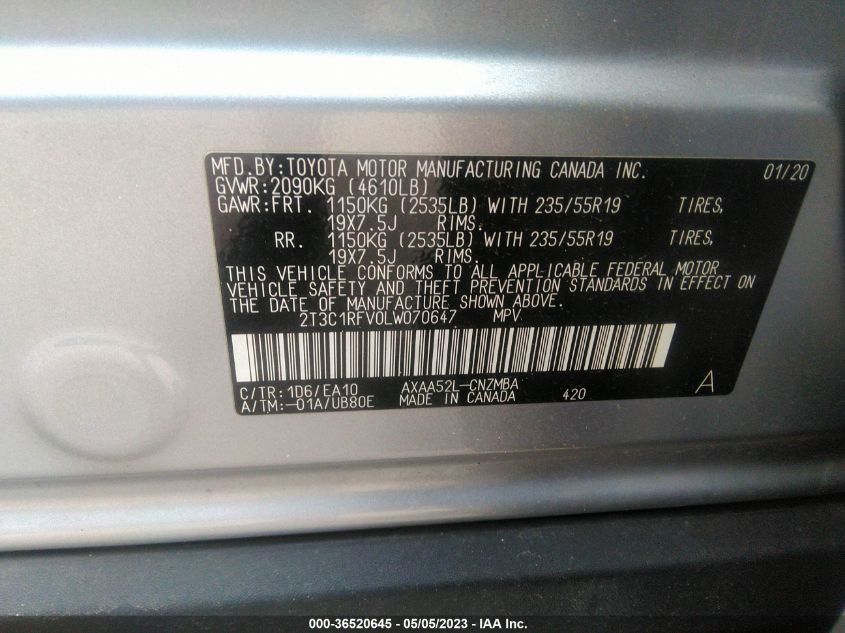 MFD.BY:TOYOTA MOTOR MANUFACTURING CANADA INC. 01/20
GVWR:2090KG (4610LB)
GAWR:FRT. 1150KG (2535LB) WITH 235/55R19 TIRES,
19X7.5J RIMS.
RR. 1150KG (2535LB) WITH 235/55R19 TIRES,
19X7.5J RIMS.
THIS VEHICLE CONFORMS TO ALL APPLICABLE FEDERAL MOTOR
VEHICLE SAFETY AND THEFT PREVENTION STANDARDS IN EFFECT ON
THE DATE OF MANUFACTURE SHOWN ABOVE.
2T3C1RFV0LW070647 MPV
C/TR:1D6/EA10 AXAA52L-CNZMBA A
A/TM:-01A/UB80E MADE IN CANADA 420
000-36520645 - 05/05/2023 - IAA Inc.